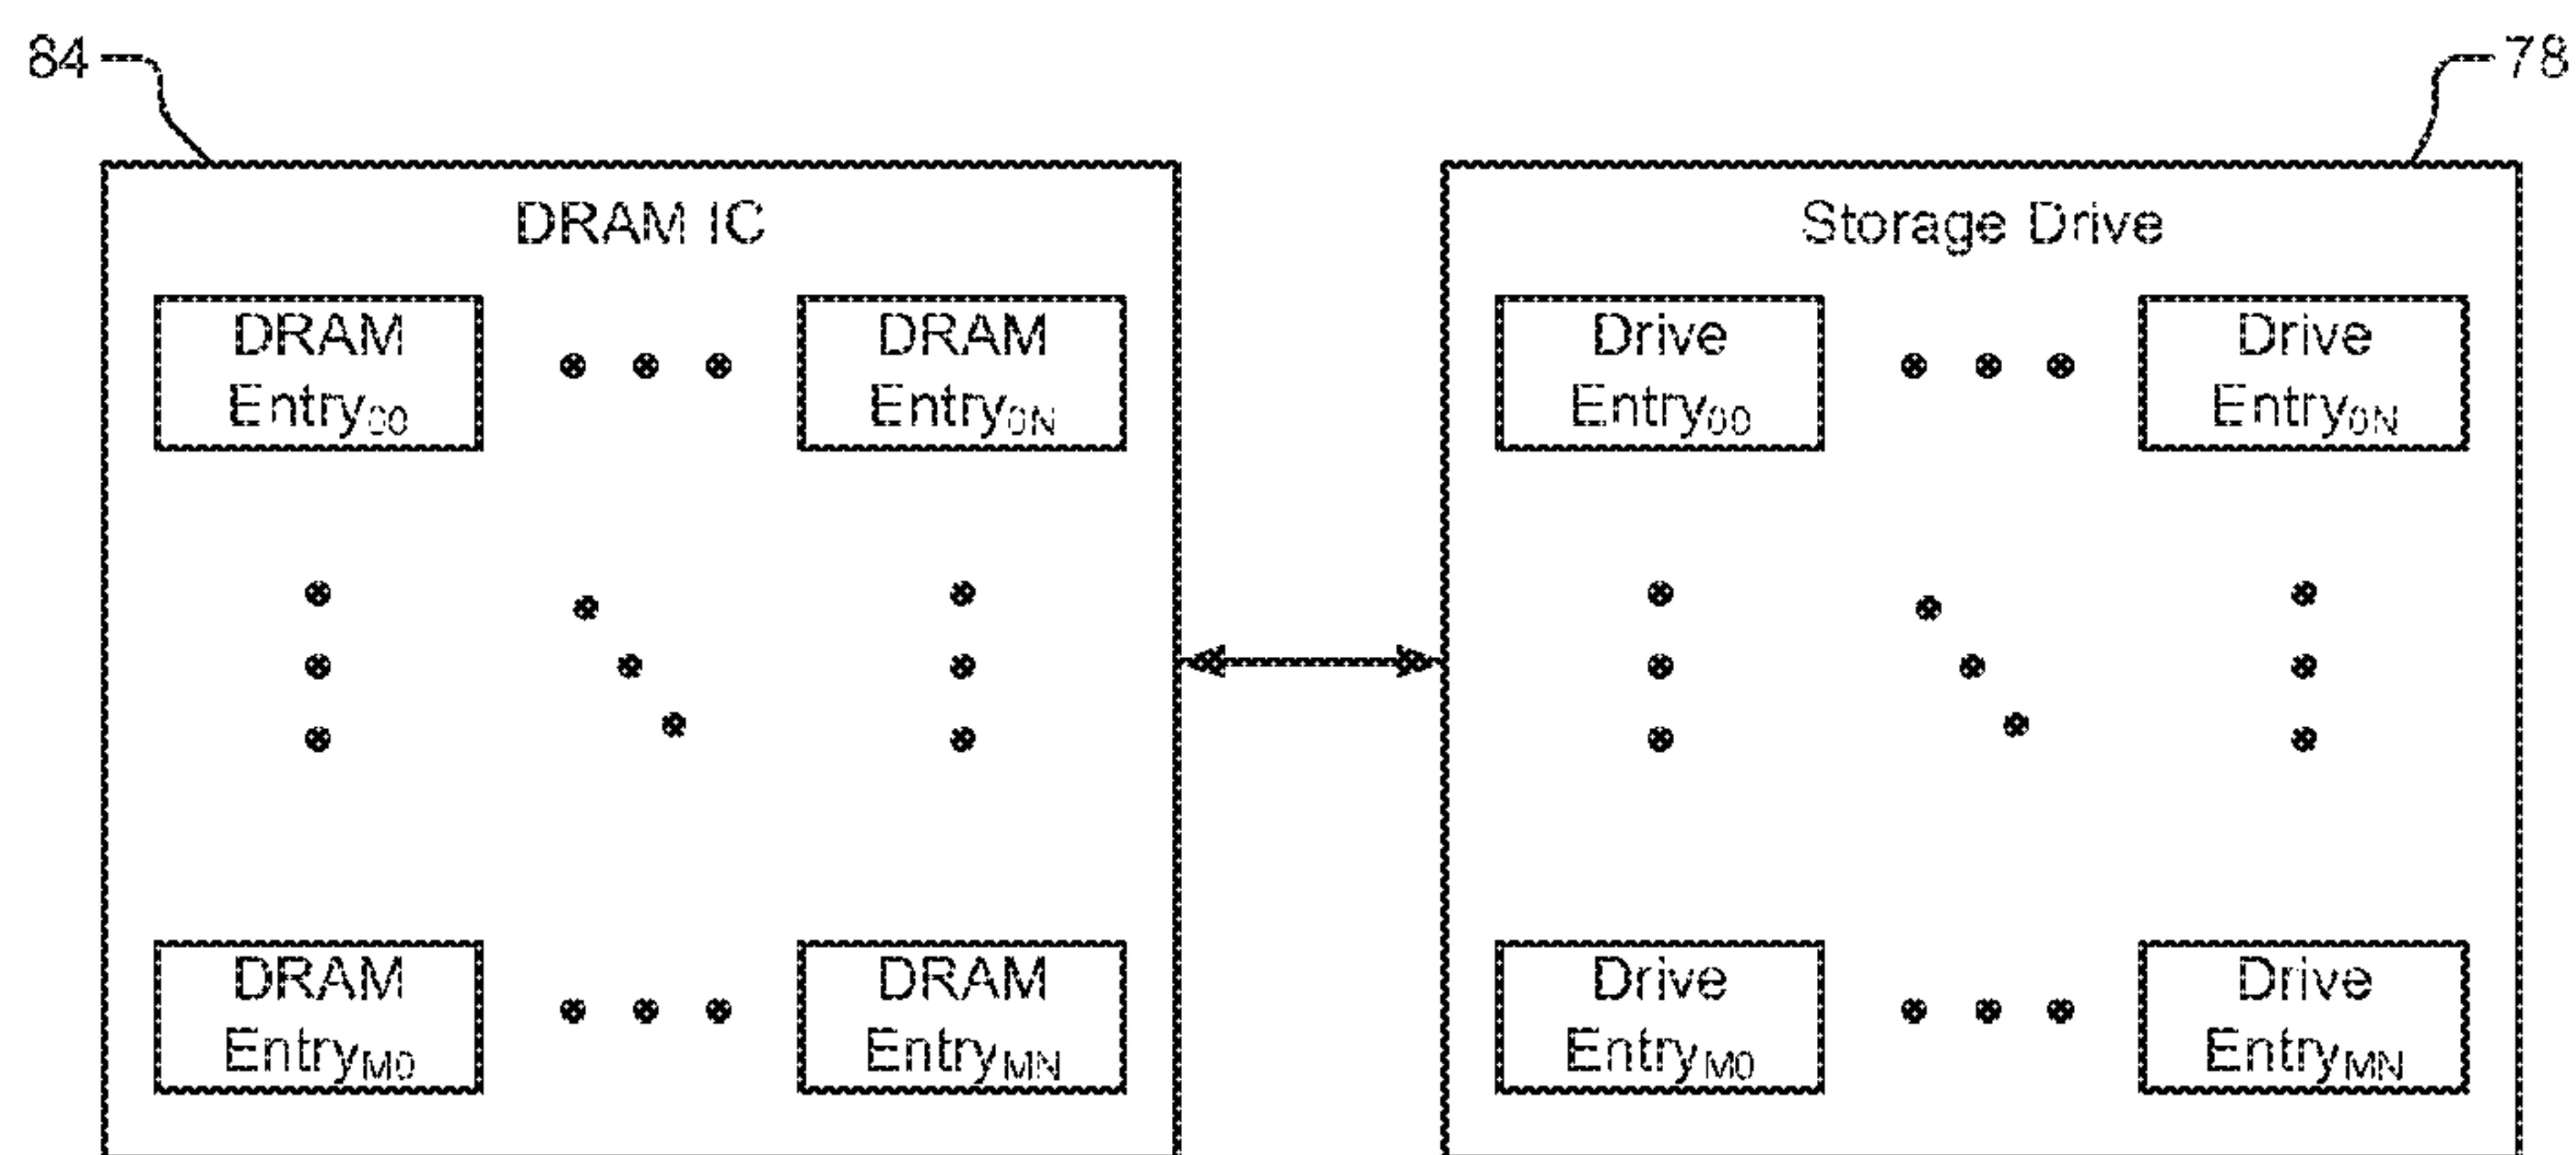 84
78
DRAM IC
Storage Drive
DRAM
Entry₀₀
DRAM
Entry₀N
Drive
Entry₀₀
Drive
Entry₀N
DRAM
EntryM0
DRAM
EntryMN
Drive
EntryM0
Drive
EntryMN